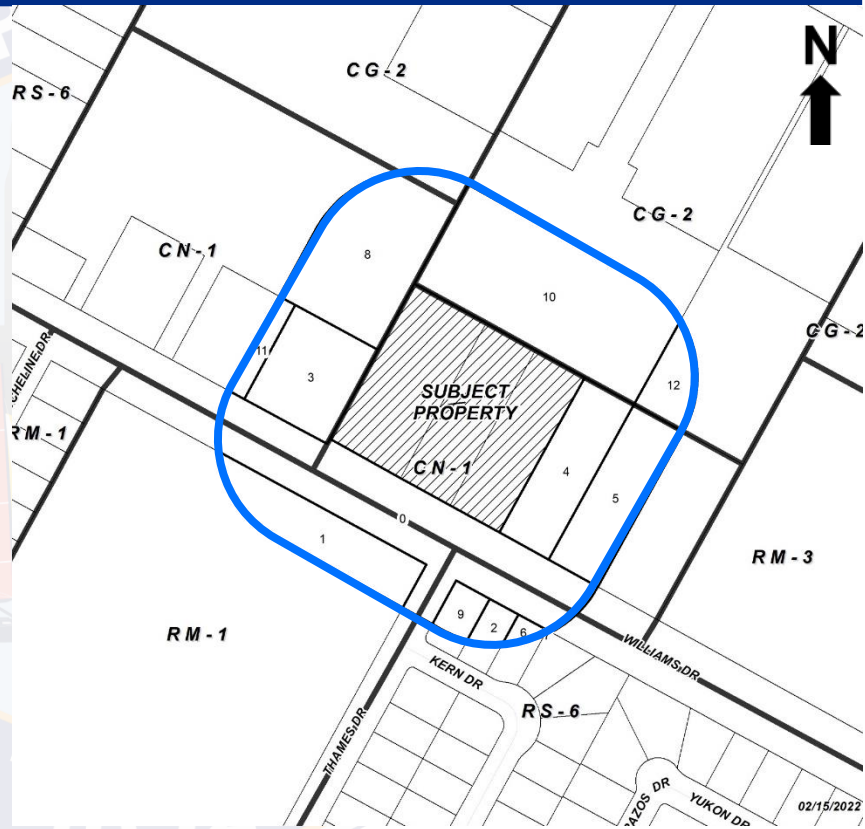 N
CG-2
RS-6
CG-2
CN-1
8
10
CG-2
11
3
12
SUBJECT
PROPERTY
CN-1
RM-1
4
5
0
1
RM-3
9
2
6
RM-1
WILLIAMS DR
KERN DR
RS-6
THAMES DR
YUKON DR
02/15/2022